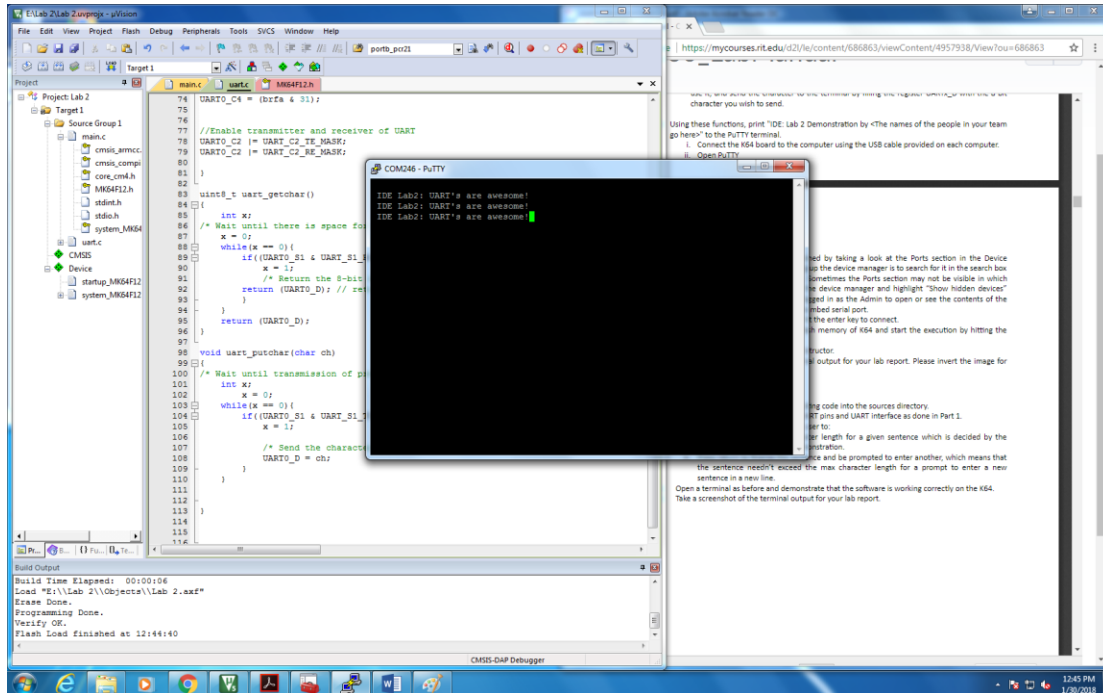 E:\Lab 2\Lab 2.uvprojx - µVision
File Edit View Project Flash Debug Peripherals Tools SVCS Window Help
portb_pcr21
Target 1
Project
Project: Lab 2
Target 1
Source Group 1
main.c
cmsis_armcc.
cmsis_compi
core_cm4.h
MK64F12.h
stdint.h
stdio.h
system_MK64
uart.c
CMSIS
Device
startup_MK64F12
system_MK64F12
Pr... B... {} Fu... Te...
main.c uart.c MK64F12.h
74 UART0_C4 = (brfa & 31);
75
76
77 //Enable transmitter and receiver of UART
78 UART0_C2 |= UART_C2_TE_MASK;
79 UART0_C2 |= UART_C2_RE_MASK;
80
81 }
82
83 uint8_t uart_getchar()
84 {
85 int x;
86 /* Wait until there is space fo
87 x = 0;
88 while(x == 0){
89 if((UART0_S1 & UART_S1_
90 x = 1;
91 /* Return the 8-bit
92 return (UART0_D); // re
93 }
94 }
95 return (UART0_D);
96 }
97
98 void uart_putchar(char ch)
99 {
100 /* Wait until transmission of p
101 int x;
102 x = 0;
103 while(x == 0){
104 if((UART0_S1 & UART_S1_
105 x = 1;
106
107 /* Send the charact
108 UART0_D = ch;
109 }
110 }
111
112
113 }
114
115
116
COM246 - PuTTY
IDE Lab2: UART's are awesome!
IDE Lab2: UART's are awesome!
IDE Lab2: UART's are awesome!
Build Output
Build Time Elapsed: 00:00:06
Load "E:\\Lab 2\\Objects\\Lab 2.axf"
Erase Done.
Programming Done.
Verify OK.
Flash Load finished at 12:44:40
CMSIS-DAP Debugger
https://mycourses.rit.edu/d2l/le/content/686863/viewContent/4957938/View?ou=686863
character you wish to send.
Using these functions, print "IDE: Lab 2 Demonstration by <The names of the people in your team
go here>" to the PuTTY terminal.
i. Connect the K64 board to the computer using the USB cable provided on each computer.
ii. Open PuTTY
ned by taking a look at the Ports section in the Device
up the device manager is to search for it in the search box
Sometimes the Ports section may not be visible in which
e device manager and highlight "Show hidden devices"
gged in as the Admin to open or see the contents of the
mbed serial port.
t the enter key to connect.
h memory of K64 and start the execution by hitting the
tructor.
l output for your lab report. Please invert the image for
ng code into the sources directory.
RT pins and UART interface as done in Part 1.
ser to:
er length for a given sentence which is decided by the
onstration.
nce and be prompted to enter another, which means that
the sentence needn't exceed the max character length for a prompt to enter a new
sentence in a new line.
Open a terminal as before and demonstrate that the software is working correctly on the K64.
Take a screenshot of the terminal output for your lab report.
12:45 PM
1/30/2018